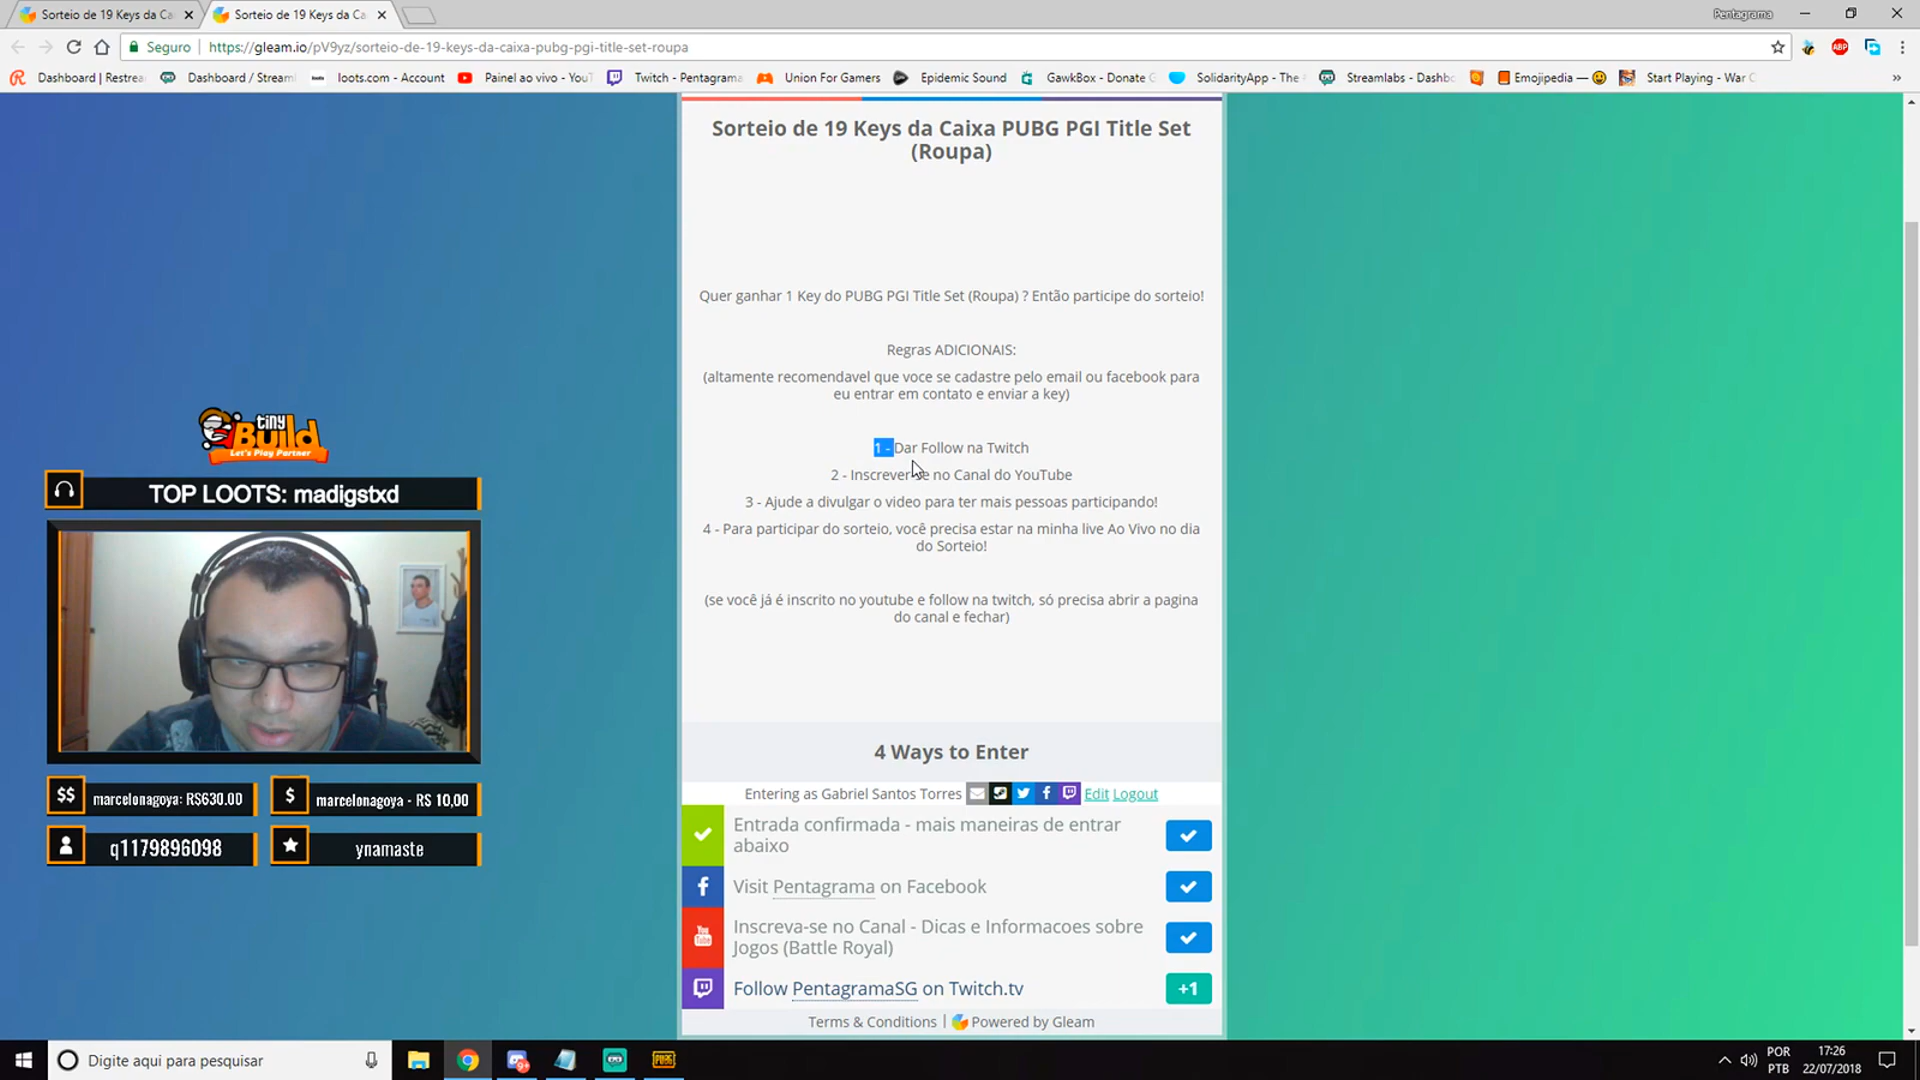 Sorteio de 19 Keys da Ca
Sorteio de 19 Keys da Ca
Pentagrama
Seguro
https://gleam.io/pV9yz/sorteio-de-19-keys-da-caixa-pubg-pgi-title-set-roupa
ABP
Dashboard | Restrea
Dashboard / Streaml
loots.com - Account
Painel ao vivo - YouT
Twitch - Pentagrama
Union For Gamers
Epidemic Sound
GawkBox - Donate G
SolidarityApp - The
Streamlabs - Dashbo
Emojipedia —
Start Playing - War
Sorteio de 19 Keys da Caixa PUBG PGI Title Set
(Roupa)
Quer ganhar 1 Key do PUBG PGI Title Set (Roupa) ? Então participe do sorteio!
Regras ADICIONAIS:
(altamente recomendavel que voce se cadastre pelo email ou facebook para
eu entrar em contato e enviar a key)
1 - Dar Follow na Twitch
2 - Inscrever-se no Canal do YouTube
3 - Ajude a divulgar o video para ter mais pessoas participando!
4 - Para participar do sorteio, você precisa estar na minha live Ao Vivo no dia
do Sorteio!
(se você já é inscrito no youtube e follow na twitch, só precisa abrir a pagina
do canal e fechar)
4 Ways to Enter
Entering as Gabriel Santos Torres
Edit Logout
Entrada confirmada - mais maneiras de entrar
abaixo
Visit Pentagrama on Facebook
Inscreva-se no Canal - Dicas e Informacoes sobre
Jogos (Battle Royal)
Follow PentagramaSG on Twitch.tv
+1
Terms & Conditions | Powered by Gleam
tiny
Build
Let's Play Partner
TOP LOOTS: madigstxd
$$ marcelonagoya: R$630.00
$ marcelonagoya - R$ 10,00
q1179896098
ynamaste
Digite aqui para pesquisar
POR
PTB
17:26
22/07/2018